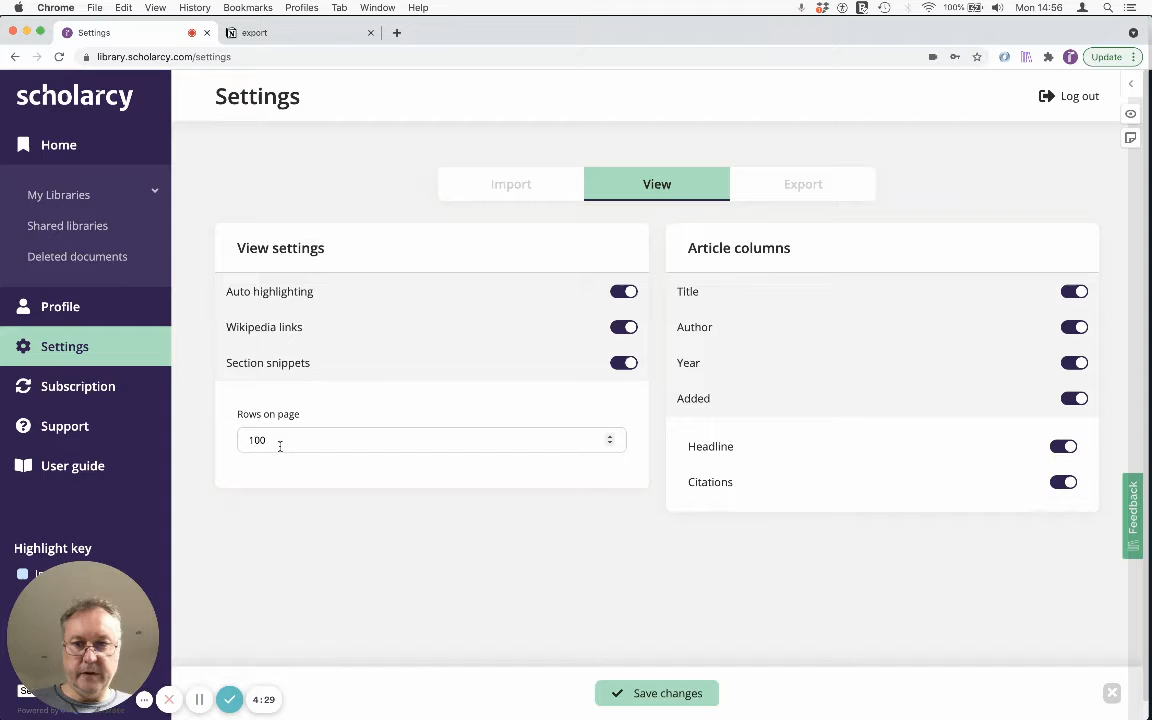 Chrome File Edit View History Bookmarks Profiles Tab Window Help 100% Mon 14:56
Settings export
library.scholarcy.com/settings Update
scholarcy
Settings
Log out
Home
My Libraries
Shared libraries
Deleted documents
Profile
Settings
Subscription
Support
User guide
Highlight key
Import View Export
View settings
Auto highlighting
Wikipedia links
Section snippets
Rows on page
100
Article columns
Title
Author
Year
Added
Headline
Citations
Feedback
Save changes
4:29